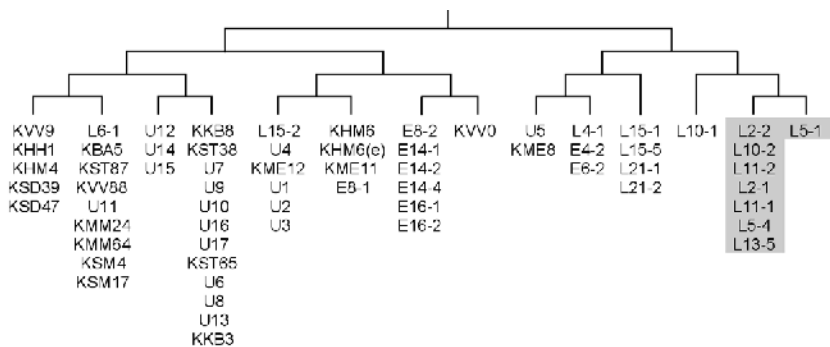 KVV9 L6-1 U12 KKB8 L15-2 KHM6 E8-2 KVV0 U5 L4-1 L15-1 L10-1 L2-2 L5-1
KHH1 KBA5 U14 KST38 U4 KHM6(e) E14-1 KME8 E4-2 L15-5 L10-2
KHM4 KST87 U15 U7 KME12 KME11 E14-2 E6-2 L21-1 L11-2
KSD39 KVV88 U9 U1 E8-1 E14-4 L21-2 L2-1
KSD47 U11 U10 U2 E16-1 L11-1
KMM24 U16 U3 E16-2 L5-4
KMM64 U17 L13-5
KSM4 KST65
KSM17 U6
U8
U13
KKB3